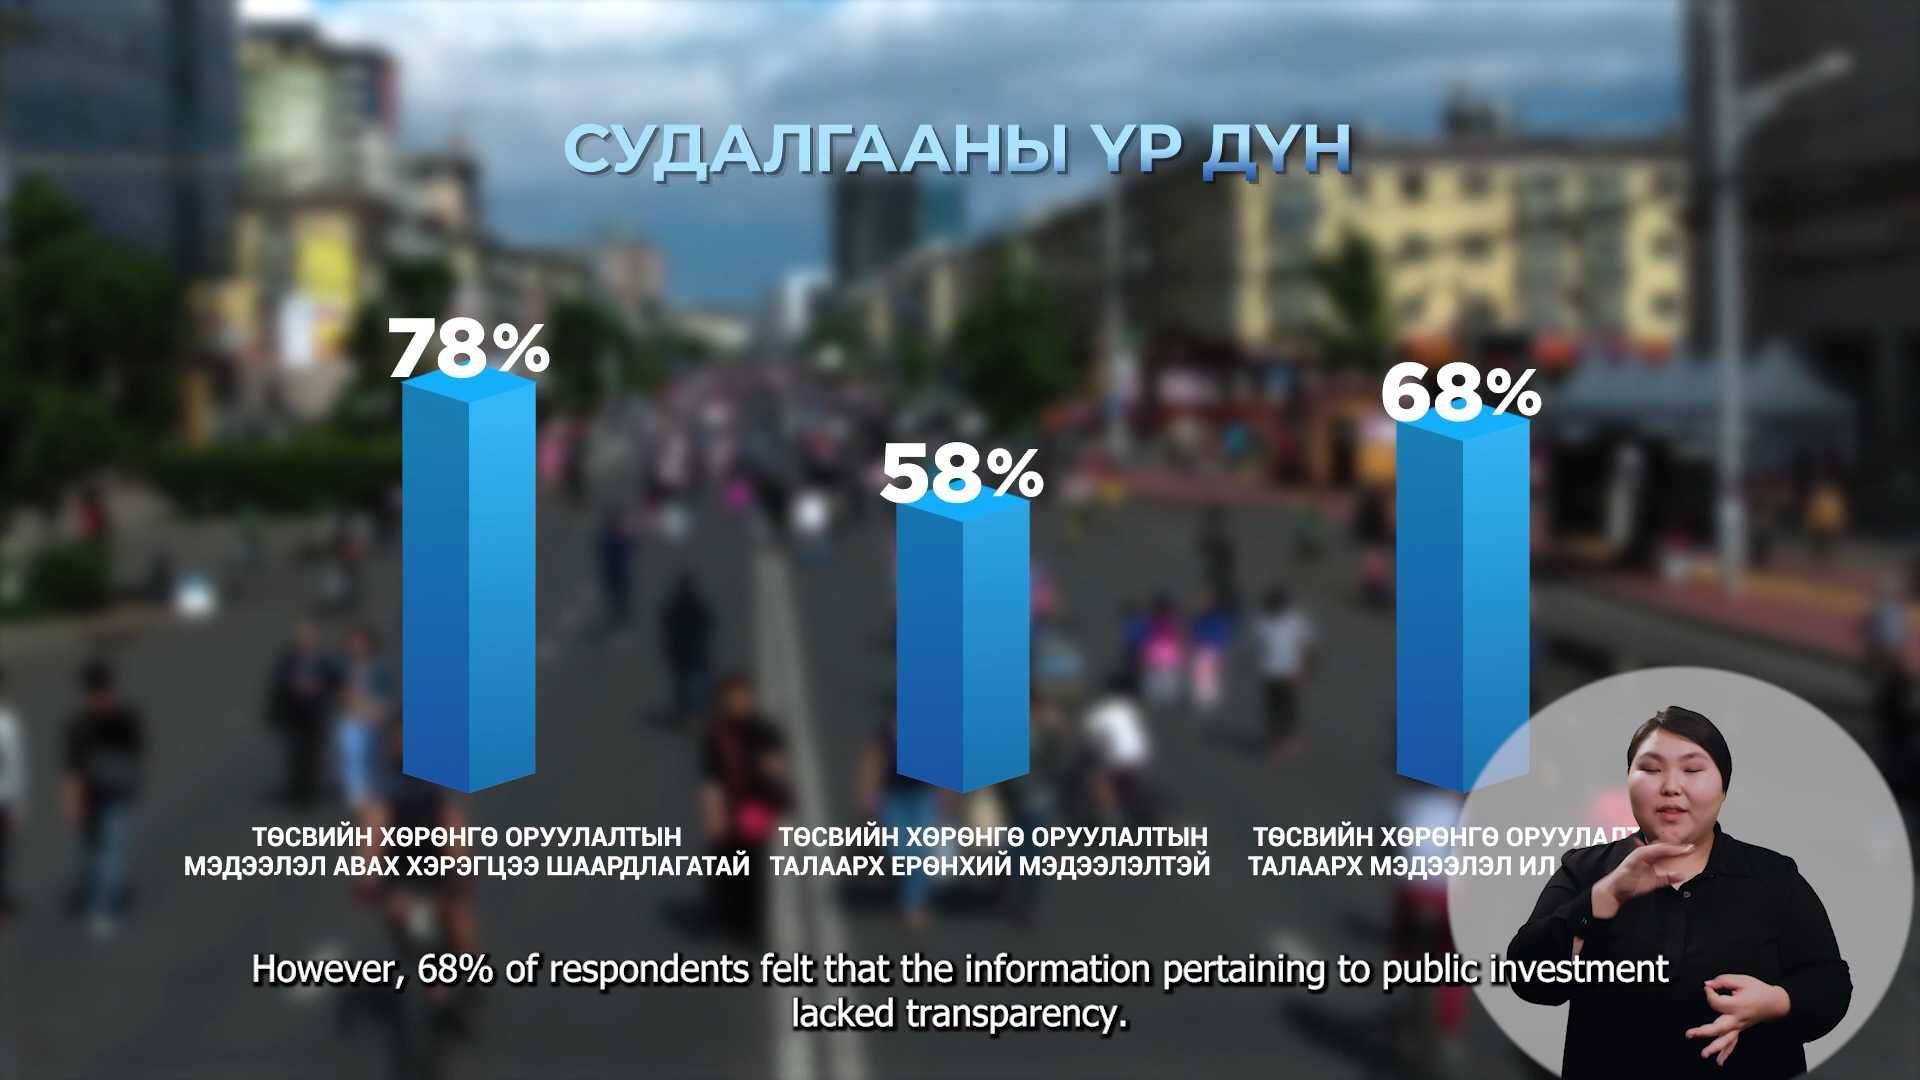 СУДАЛГААНЫ ҮР ДҮН
78%
58%
68%
ТӨСВИЙН ХӨРӨНГӨ ОРУУЛАЛТЫН
МЭДЭЭЛЭЛ АВАХ ХЭРЭГЦЭЭ ШААРДЛАГАТАЙ
ТӨСВИЙН ХӨРӨНГӨ ОРУУЛАЛТЫН
ТАЛААРХ ЕРӨНХИЙ МЭДЭЭЛЭЛТЭЙ
ТӨСВИЙН ХӨРӨНГӨ
ТАЛААРХ МЭДЭЭЛЭЛ ИЛ
However, 68% of respondents felt that the information pertaining to public investment
lacked transparency.